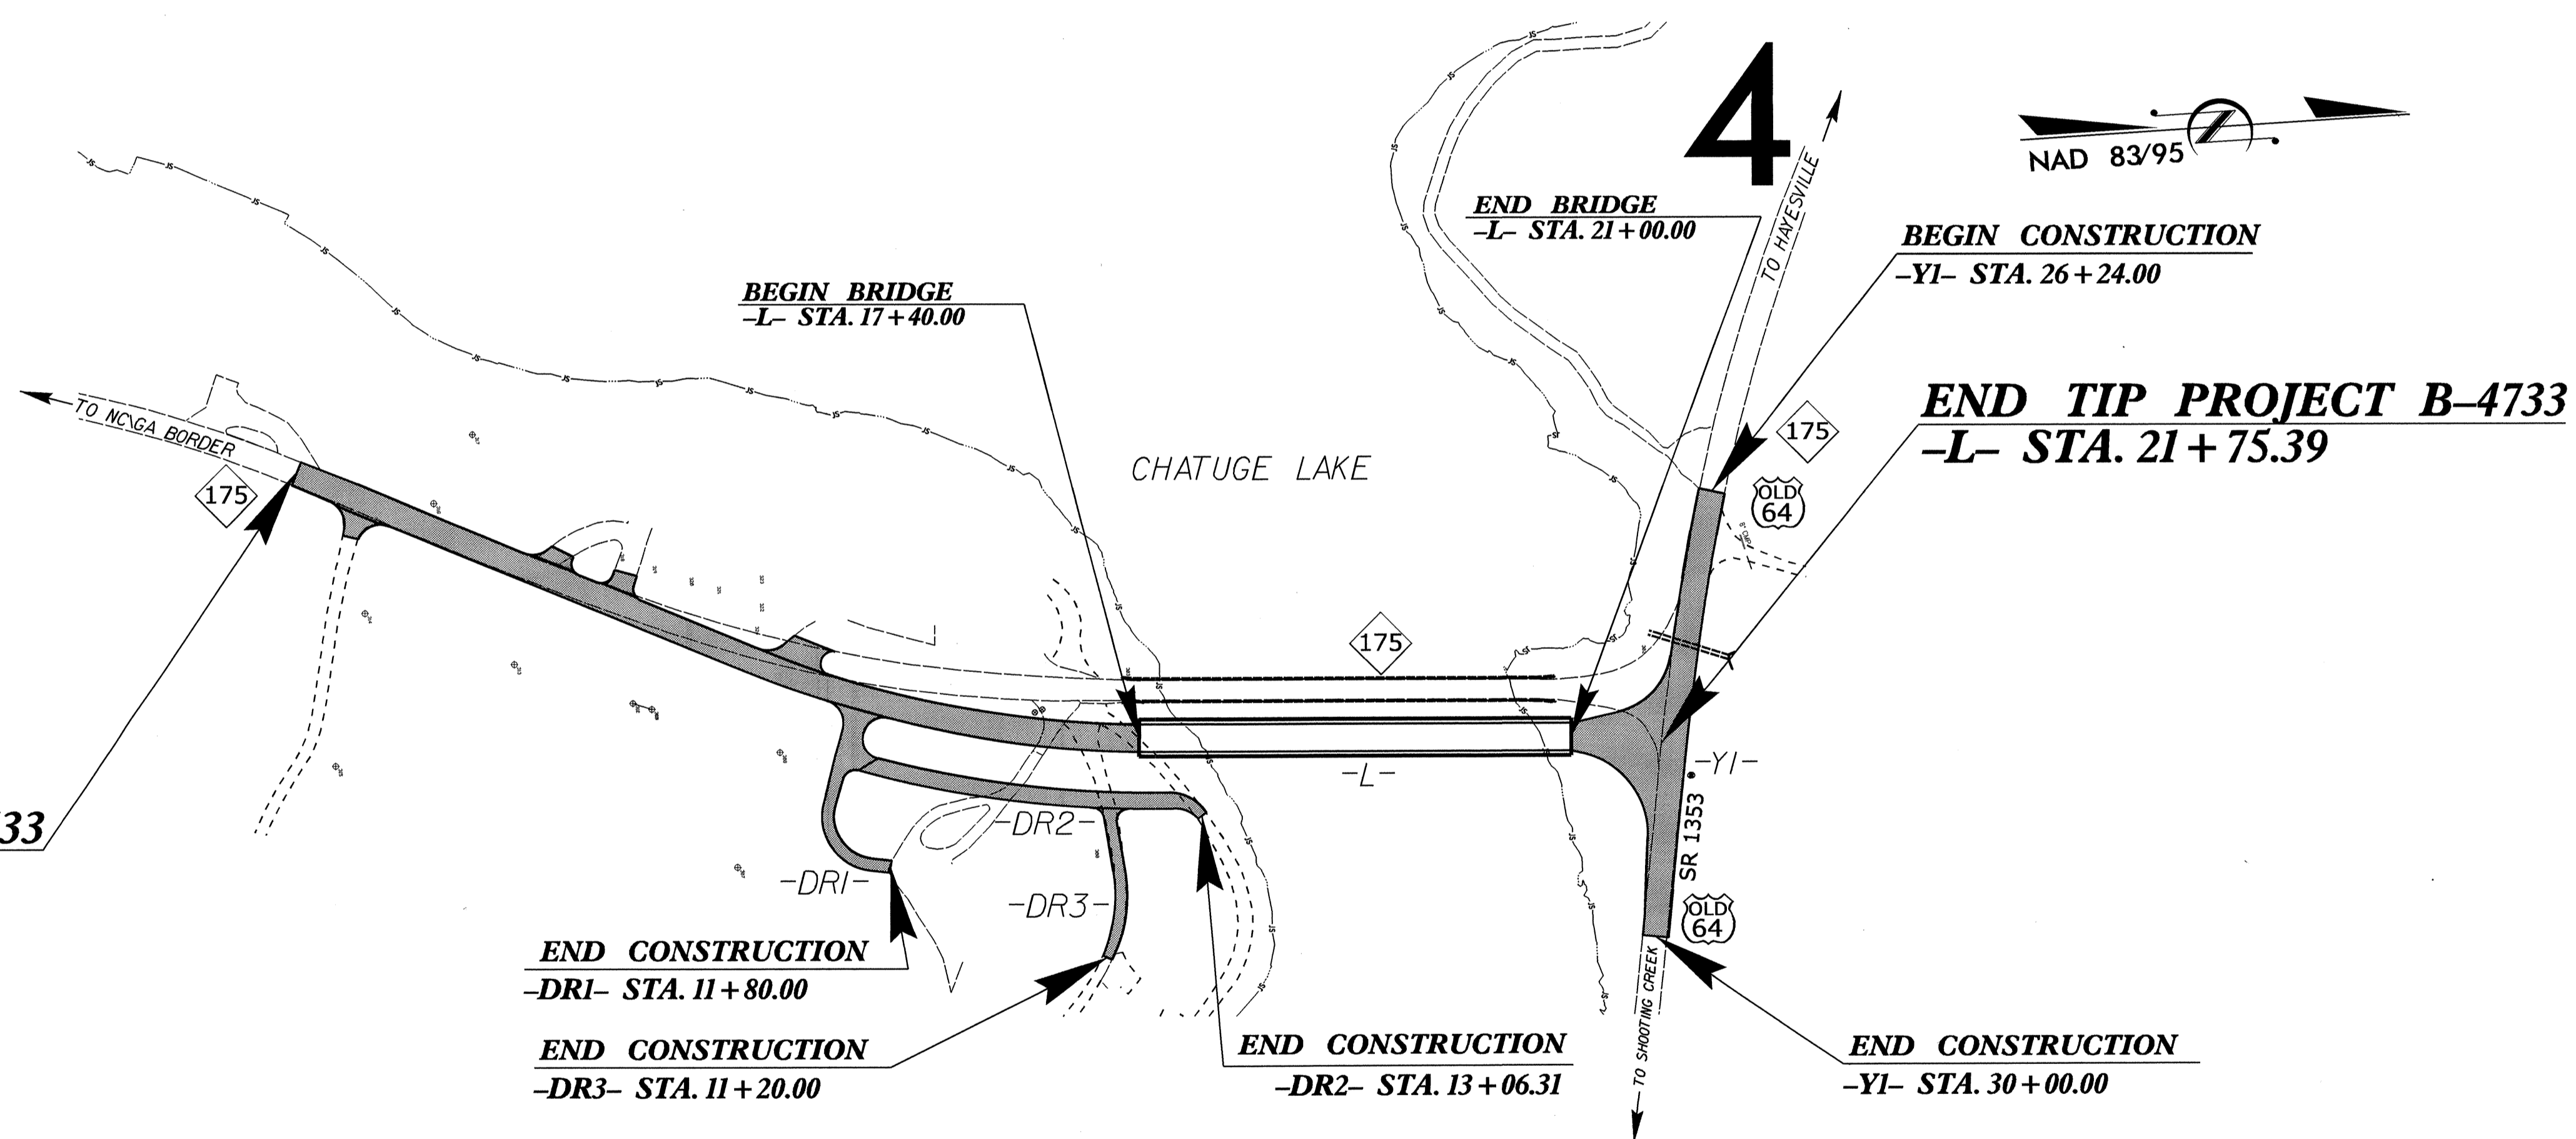 4
NAD 83/95
END BRIDGE
-L- STA. 21+00.00
TO HAYESVILLE
BEGIN CONSTRUCTION
-Y1- STA. 26+24.00
BEGIN BRIDGE
-L- STA. 17+40.00
END TIP PROJECT B-4733
-L- STA. 21+75.39
TO NC\GA BORDER
175
175
CHATUGE LAKE
OLD
64
175
-L-
-Y1-
SR 1353
33
-DR2-
-DR1-
-DR3-
OLD
64
END CONSTRUCTION
-DR1- STA. 11+80.00
TO SHOOTING CREEK
END CONSTRUCTION
-DR3- STA. 11+20.00
END CONSTRUCTION
-DR2- STA. 13+06.31
END CONSTRUCTION
-Y1- STA. 30+00.00